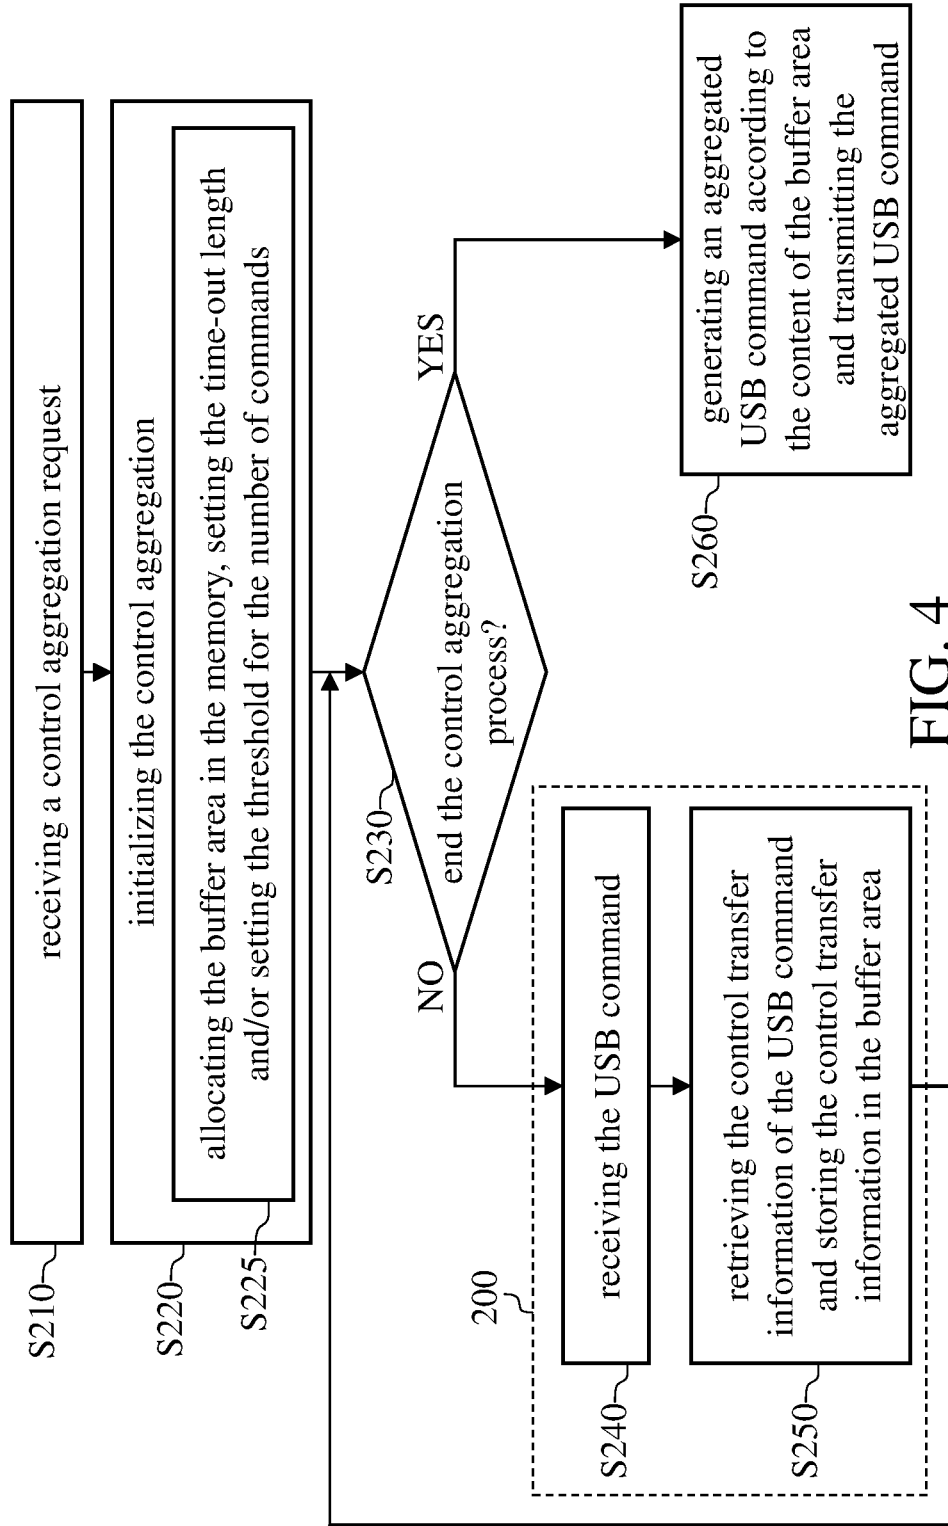 S210
receiving a control aggregation request
S220
initializing the control aggregation
S225
allocating the buffer area in the memory, setting the time-out length
and/or setting the threshold for the number of commands
S230
end the control aggregation
process?
NO
YES
200
S240
receiving the USB command
S250
retrieving the control transfer
information of the USB command
and storing the control transfer
information in the buffer area
S260
generating an aggregated
USB command according to
the content of the buffer area
and transmitting the
aggregated USB command
FIG. 4